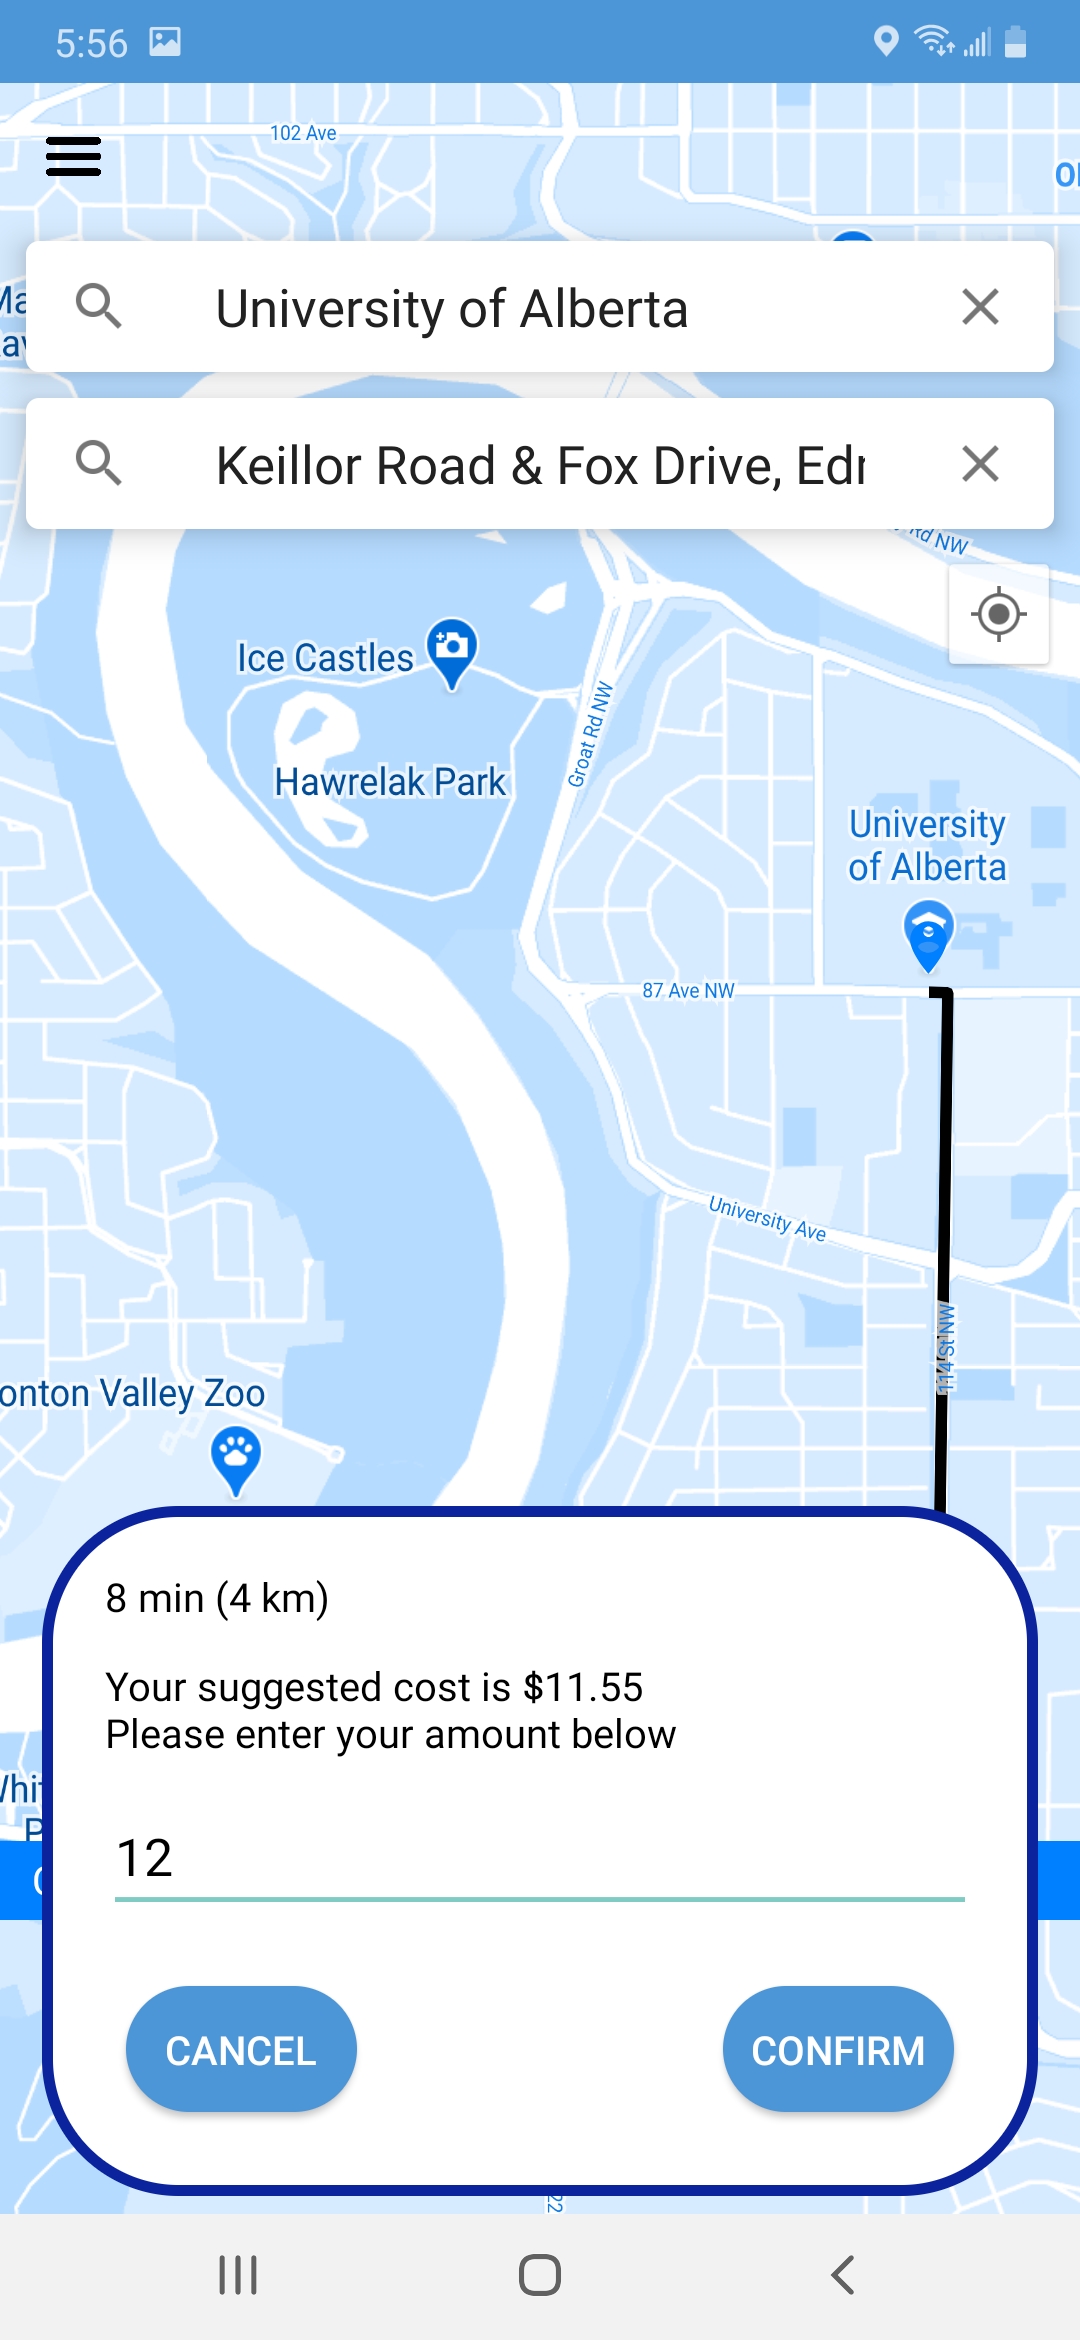 5:56
102 Ave
University of Alberta
Keillor Road & Fox Drive,
Rd NW
Ice Castles
Groat Rd NW
Hawrelak Park
University
of Alberta
87 Ave NW
University Ave
114 St NW
onton Valley Zoo
8 min (4 km)
Your suggested cost is $11.55
Please enter your amount below
12
CANCEL
CONFIRM
22